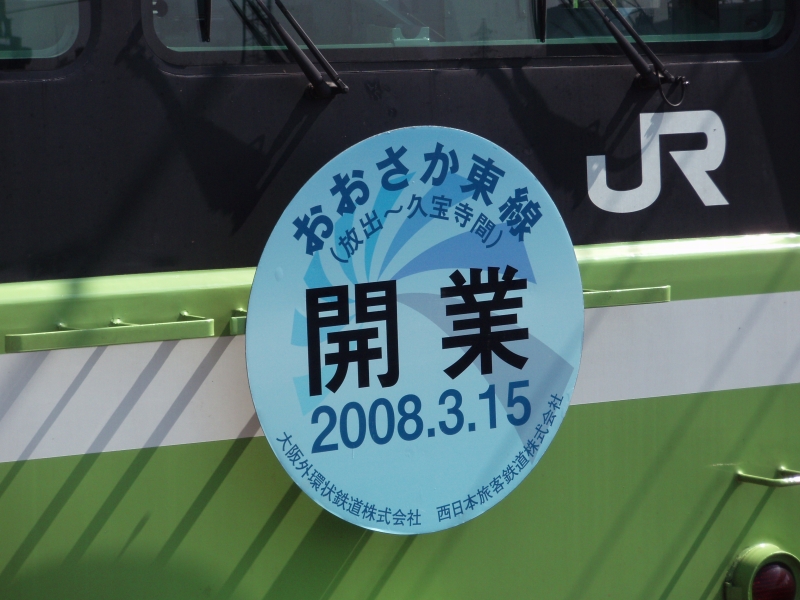 JR
おおさか東線
(放出～久宝寺間)
開業
2008.3.15
大阪外環状鉄道株式会社 西日本旅客鉄道株式会社